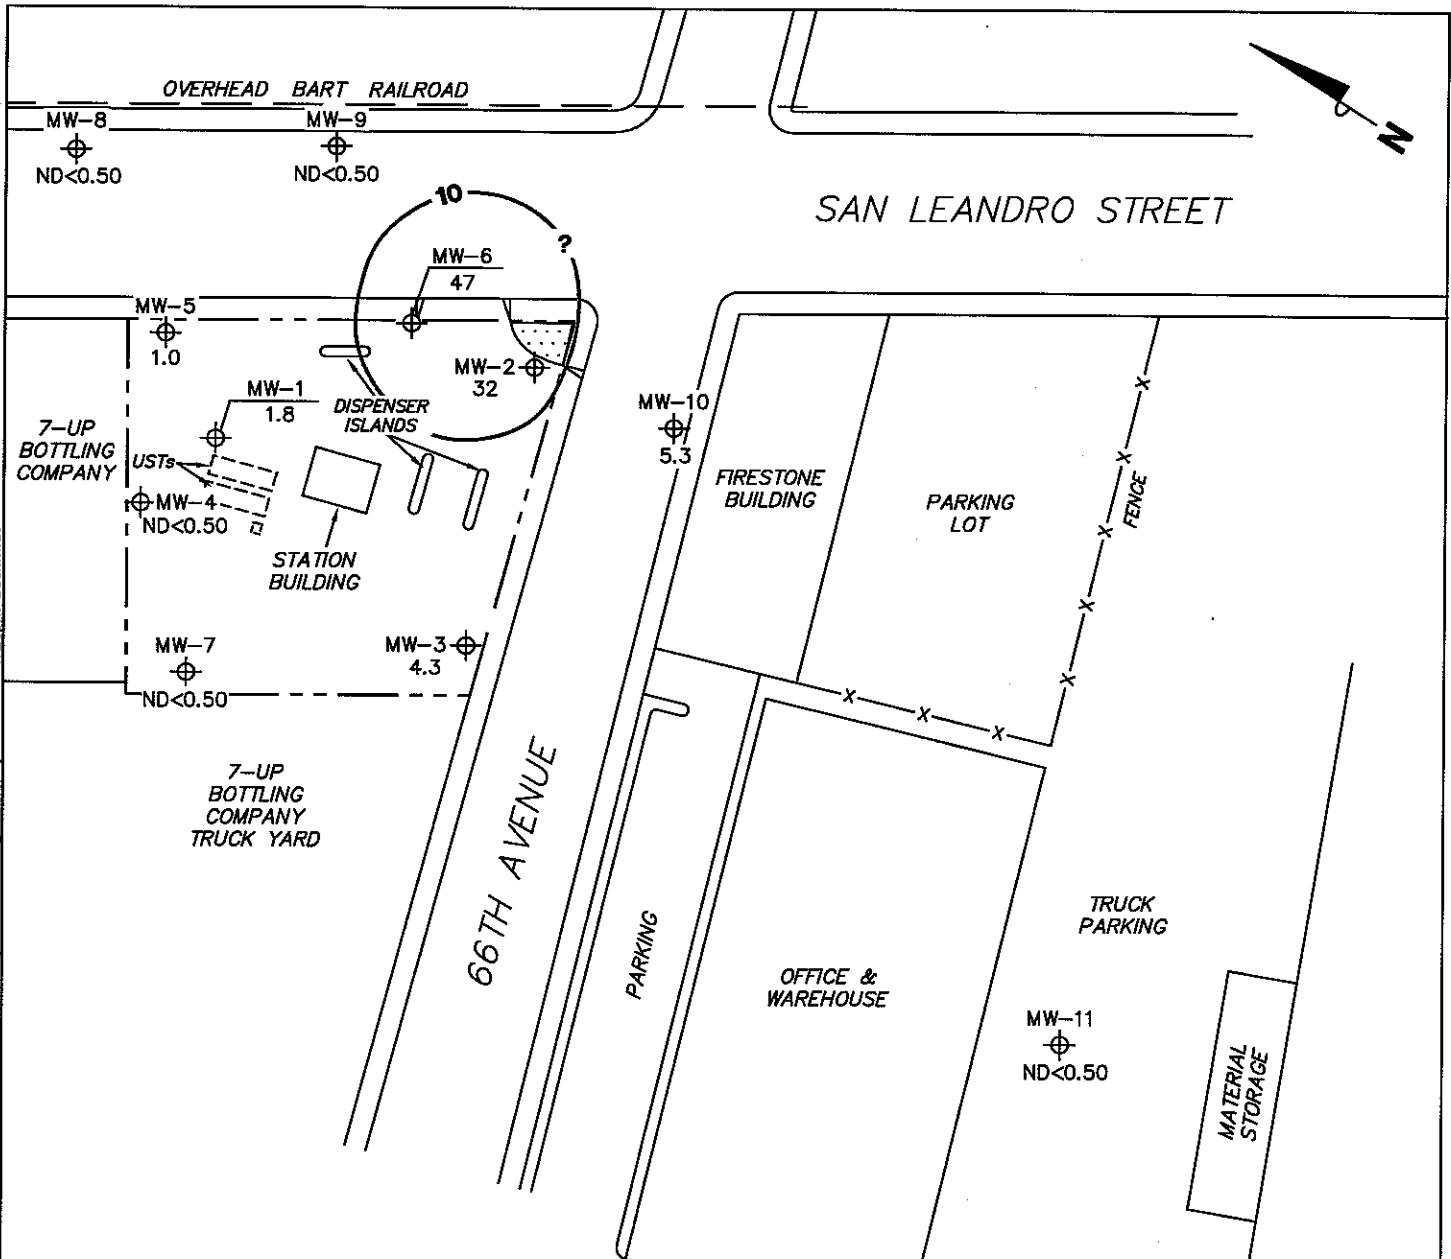 OVERHEAD BART RAILROAD
MW-8
ND<0.50
MW-9
ND<0.50
N
SAN LEANDRO STREET
10
?
MW-6
47
MW-5
1.0
MW-2
32
MW-1
1.8
DISPENSER
ISLANDS
MW-10
5.3
7-UP
BOTTLING
COMPANY
USTs
MW-4
ND<0.50
STATION
BUILDING
FIRESTONE
BUILDING
PARKING
LOT
FENCE
MW-7
ND<0.50
MW-3
4.3
7-UP
BOTTLING
COMPANY
TRUCK YARD
66TH AVENUE
PARKING
OFFICE &
WAREHOUSE
TRUCK
PARKING
MW-11
ND<0.50
MATERIAL
STORAGE